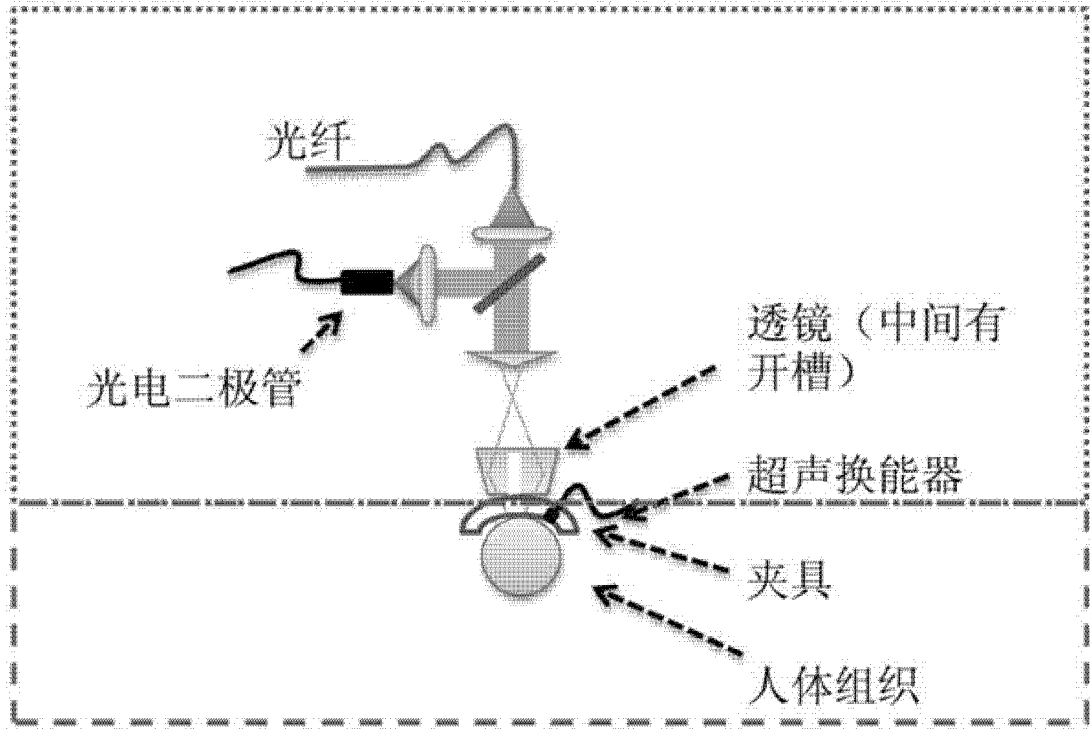 光纤
光电二极管
透镜（中间有
开槽）
超声换能器
夹具
人体组织